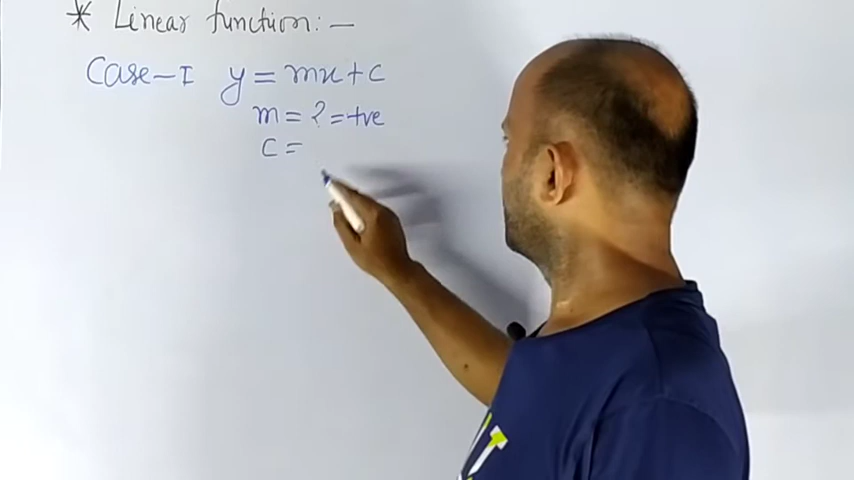 * Linear function: —
Case-I y = mx + c
m = ? = +ve
c =